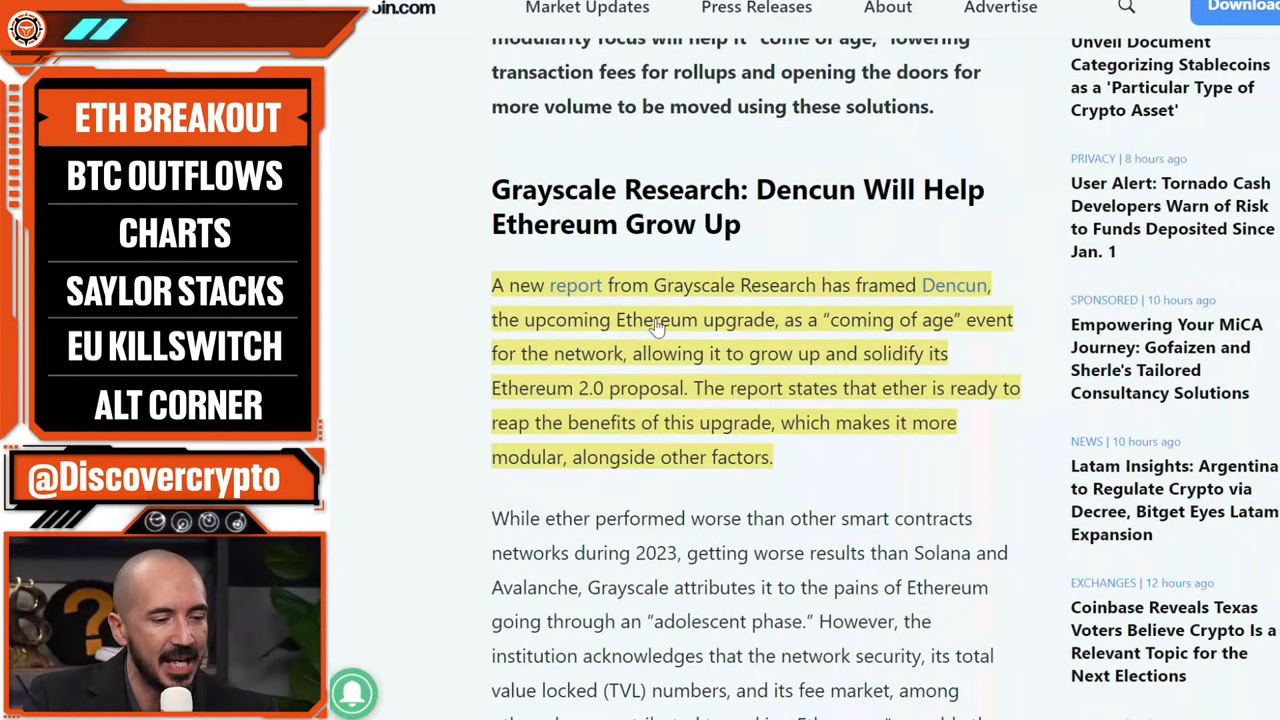 oin.com
Market Updates
Press Releases
About
Advertise
Download
ETH BREAKOUT
BTC OUTFLOWS
CHARTS
SAYLOR STACKS
EU KILLSWITCH
ALT CORNER
@Discovercrypto
modularity focus will help it "come of age," lowering
transaction fees for rollups and opening the doors for
more volume to be moved using these solutions.
Grayscale Research: Dencun Will Help
Ethereum Grow Up
A new report from Grayscale Research has framed Dencun,
the upcoming Ethereum upgrade, as a “coming of age” event
for the network, allowing it to grow up and solidify its
Ethereum 2.0 proposal. The report states that ether is ready to
reap the benefits of this upgrade, which makes it more
modular, alongside other factors.
While ether performed worse than other smart contracts
networks during 2023, getting worse results than Solana and
Avalanche, Grayscale attributes it to the pains of Ethereum
going through an “adolescent phase.” However, the
institution acknowledges that the network security, its total
value locked (TVL) numbers, and its fee market, among
Unveil Document
Categorizing Stablecoins
as a 'Particular Type of
Crypto Asset'
PRIVACY | 8 hours ago
User Alert: Tornado Cash
Developers Warn of Risk
to Funds Deposited Since
Jan. 1
SPONSORED | 10 hours ago
Empowering Your MiCA
Journey: Gofaizen and
Sherle's Tailored
Consultancy Solutions
NEWS | 10 hours ago
Latam Insights: Argentina
to Regulate Crypto via
Decree, Bitget Eyes Latam
Expansion
EXCHANGES | 12 hours ago
Coinbase Reveals Texas
Voters Believe Crypto Is a
Relevant Topic for the
Next Elections